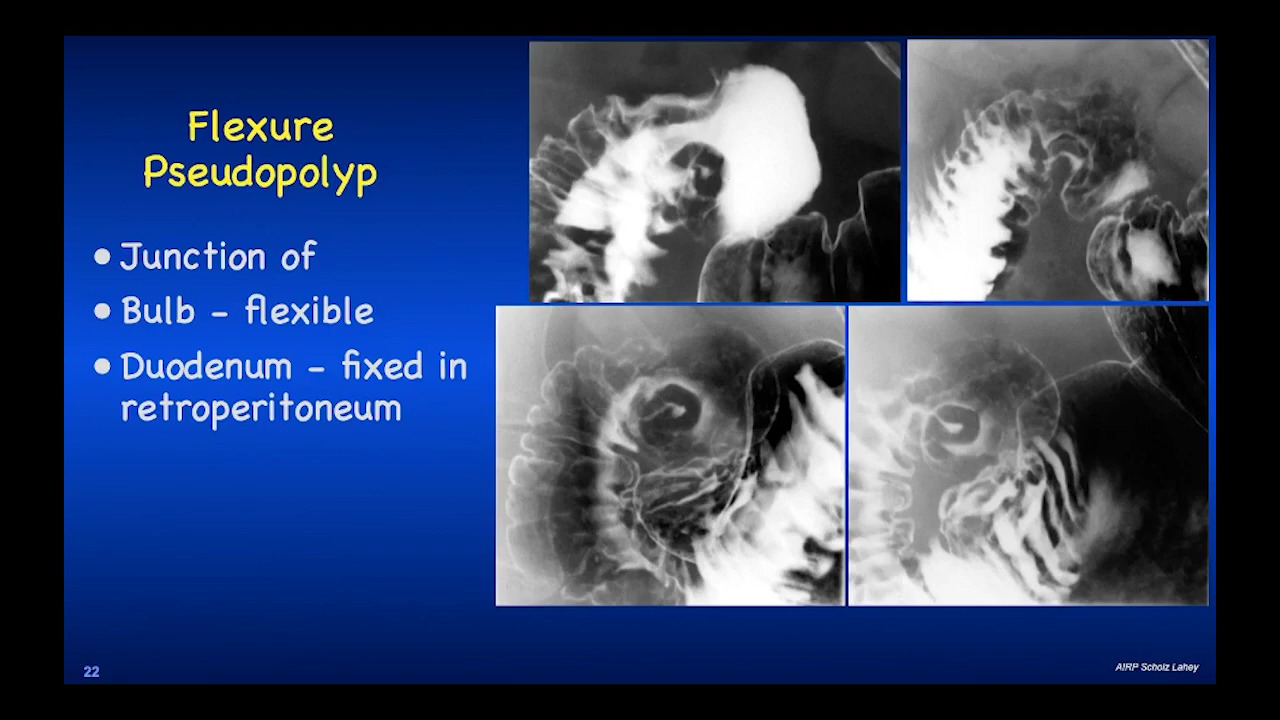 Flexure
Pseudopolyp
• Junction of
• Bulb – flexible
• Duodenum – fixed in
retroperitoneum
22
AIRP Scholz Lahey